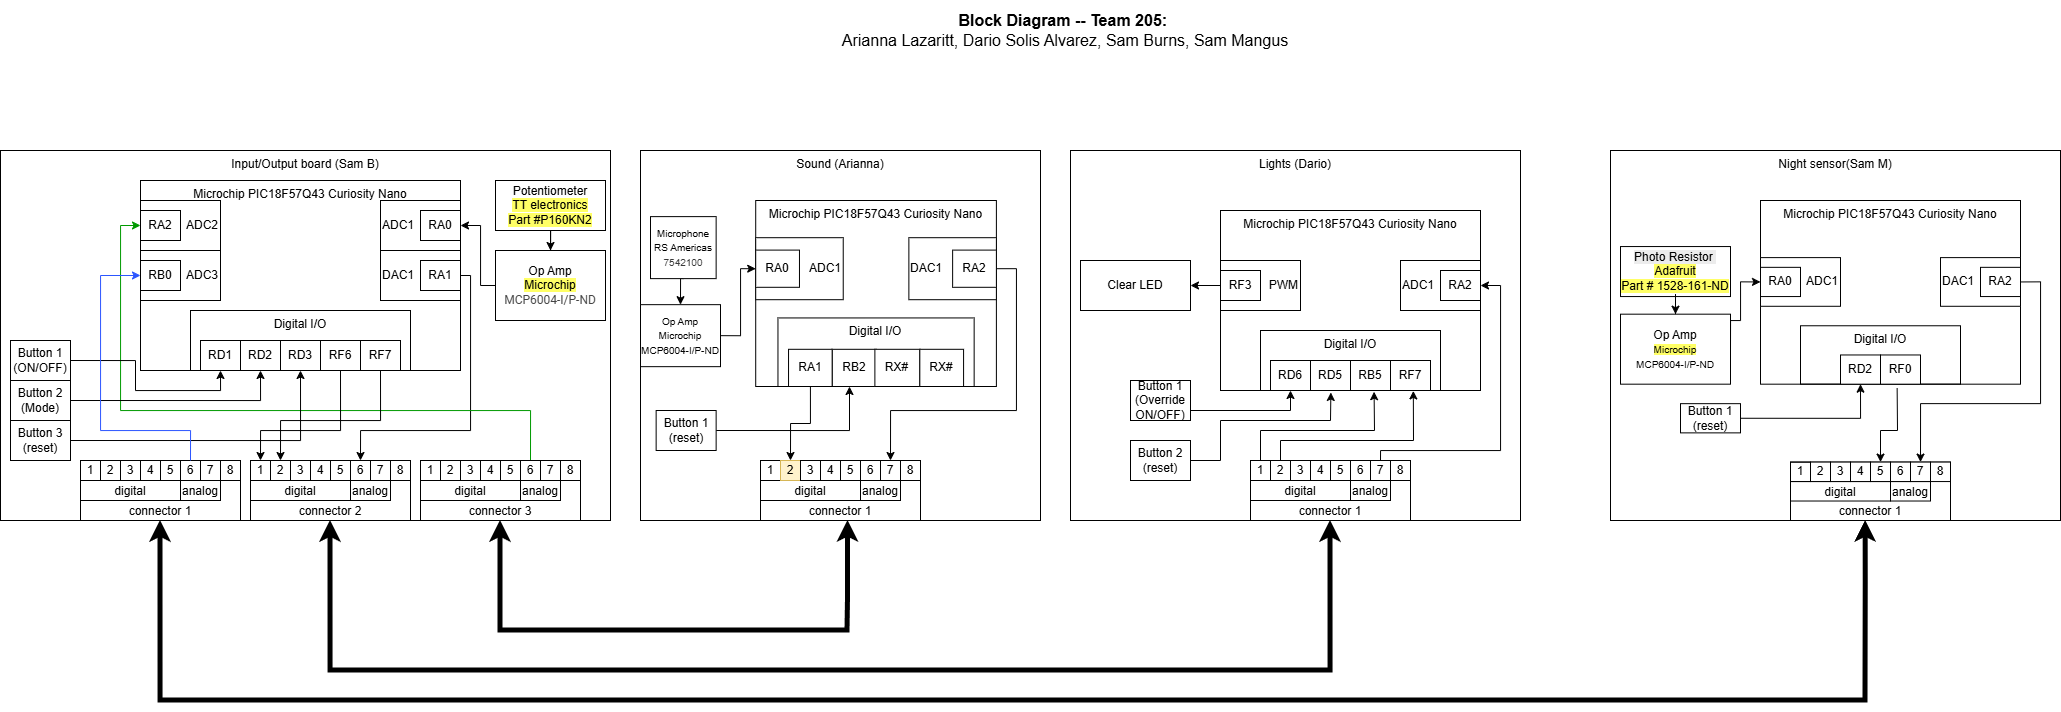 Block Diagram -- Team 205:
Arianna Lazaritt, Dario Solis Alvarez, Sam Burns, Sam Mangus
Input/Output board (Sam B)
Microchip PIC18F57Q43 Curiosity Nano
RA2
ADC2
RB0
ADC3
ADC1
RA0
DAC1
RA1
Potentiometer
TT electronics
Part #P160KN2
Op Amp
Microchip
MCP6004-I/P-ND
Digital I/O
RD1 RD2 RD3 RF6 RF7
Button 1
(ON/OFF)
Button 2
(Mode)
Button 3
(reset)
1 2 3 4 5 6 7 8
digital analog
connector 1
1 2 3 4 5 6 7 8
digital analog
connector 2
1 2 3 4 5 6 7 8
digital analog
connector 3
Sound (Arianna)
Microchip PIC18F57Q43 Curiosity Nano
Microphone
RS Americas
7542100
Op Amp
Microchip
MCP6004-I/P-ND
RA0
ADC1
DAC1
RA2
Digital I/O
RA1 RB2 RX# RX#
Button 1
(reset)
1 2 3 4 5 6 7 8
digital analog
connector 1
Lights (Dario)
Microchip PIC18F57Q43 Curiosity Nano
Clear LED
RF3
PWM
ADC1
RA2
Digital I/O
RD6 RD5 RB5 RF7
Button 1
(Override
ON/OFF)
Button 2
(reset)
1 2 3 4 5 6 7 8
digital analog
connector 1
Night sensor(Sam M)
Microchip PIC18F57Q43 Curiosity Nano
Photo Resistor
Adafruit
Part # 1528-161-ND
Op Amp
Microchip
MCP6004-I/P-ND
RA0
ADC1
DAC1
RA2
Digital I/O
RD2 RF0
Button 1
(reset)
1 2 3 4 5 6 7 8
digital analog
connector 1